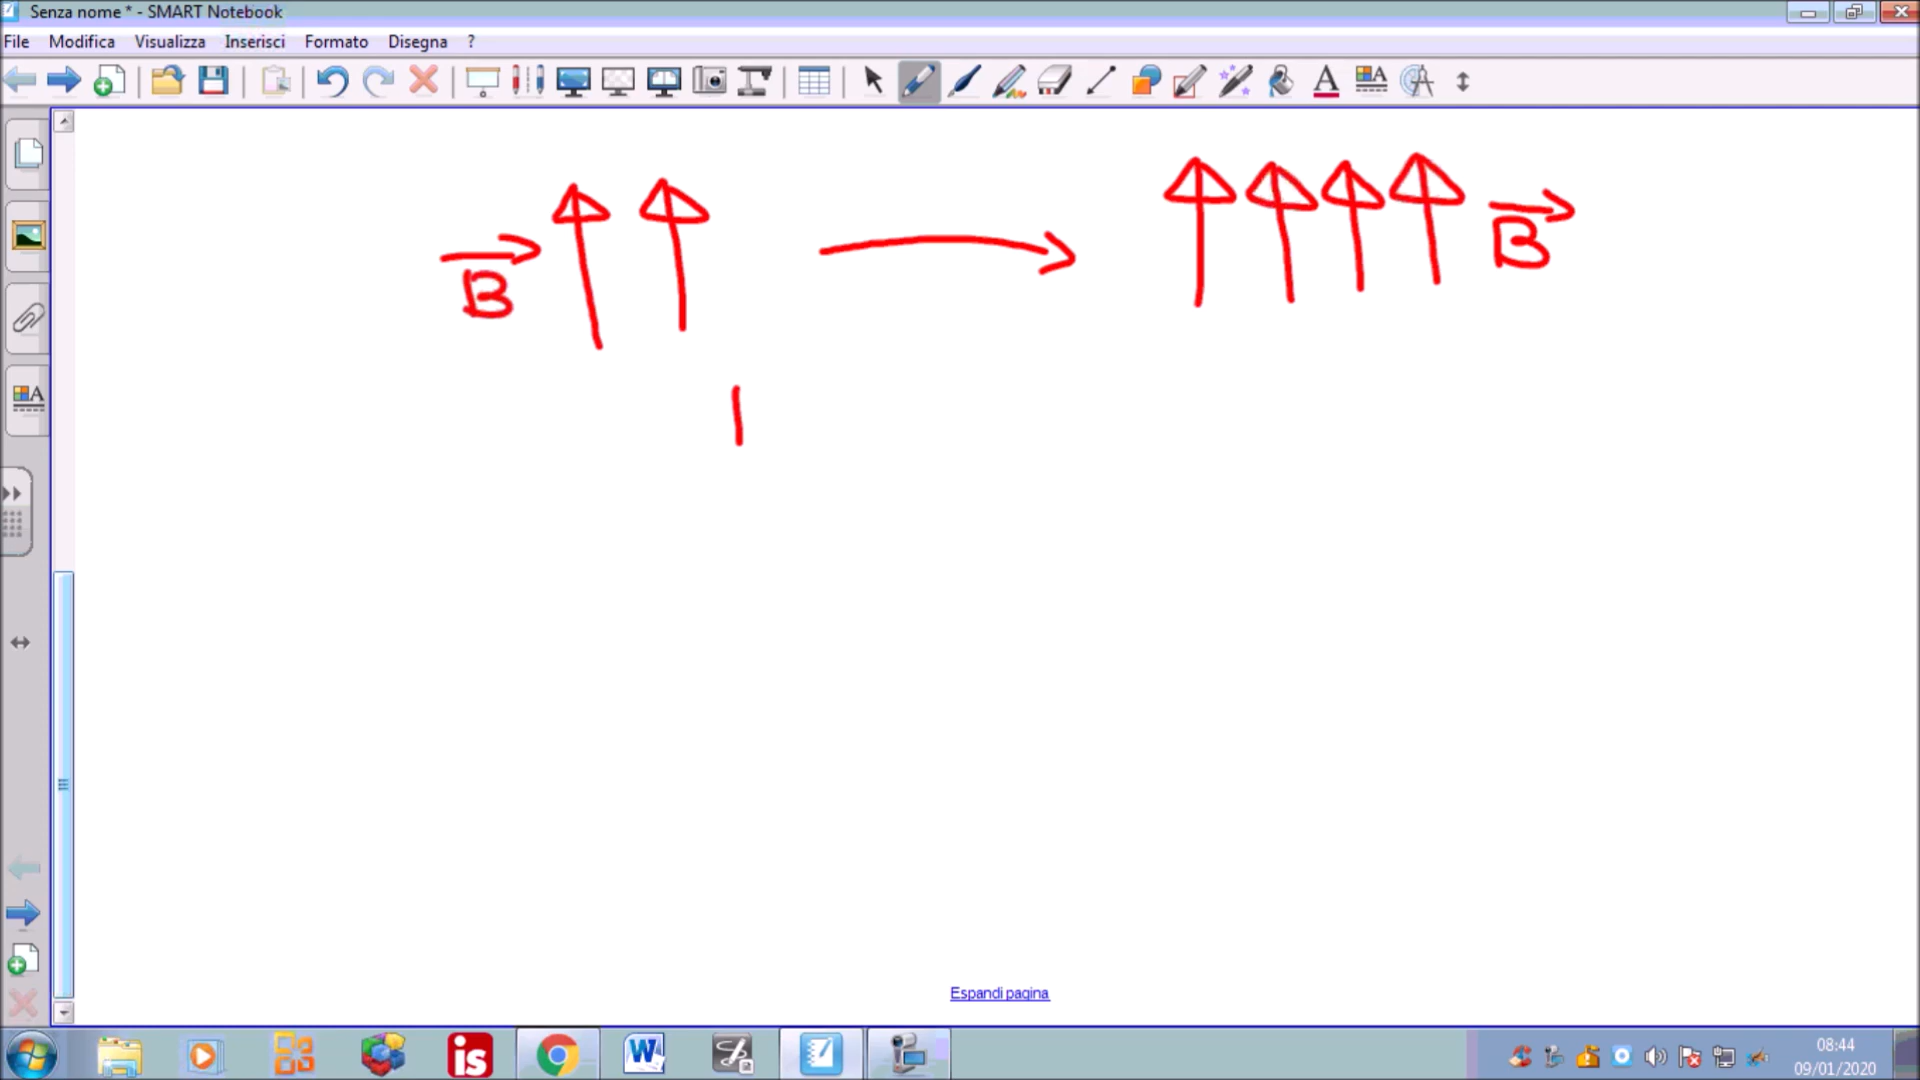 Senza nome * - SMART Notebook
File Modifica Visualizza Inserisci Formato Disegna ?
B B
Espandi pagina
08:44
09/01/2020